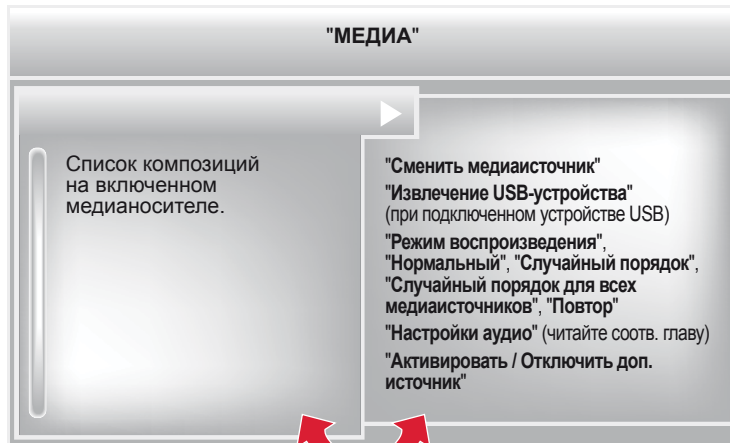 "МЕДИА"
Список композиций
на включенном
медианосителе.
"Сменить медиаисточник"
"Извлечение USB-устройства"
(при подключенном устройстве USB)
"Режим воспроизведения",
"Нормальный", "Случайный порядок",
"Случайный порядок для всех
медиаисточников", "Повтор"
"Настройки аудио" (читайте соотв. главу)
"Активировать / Отключить доп.
источник"